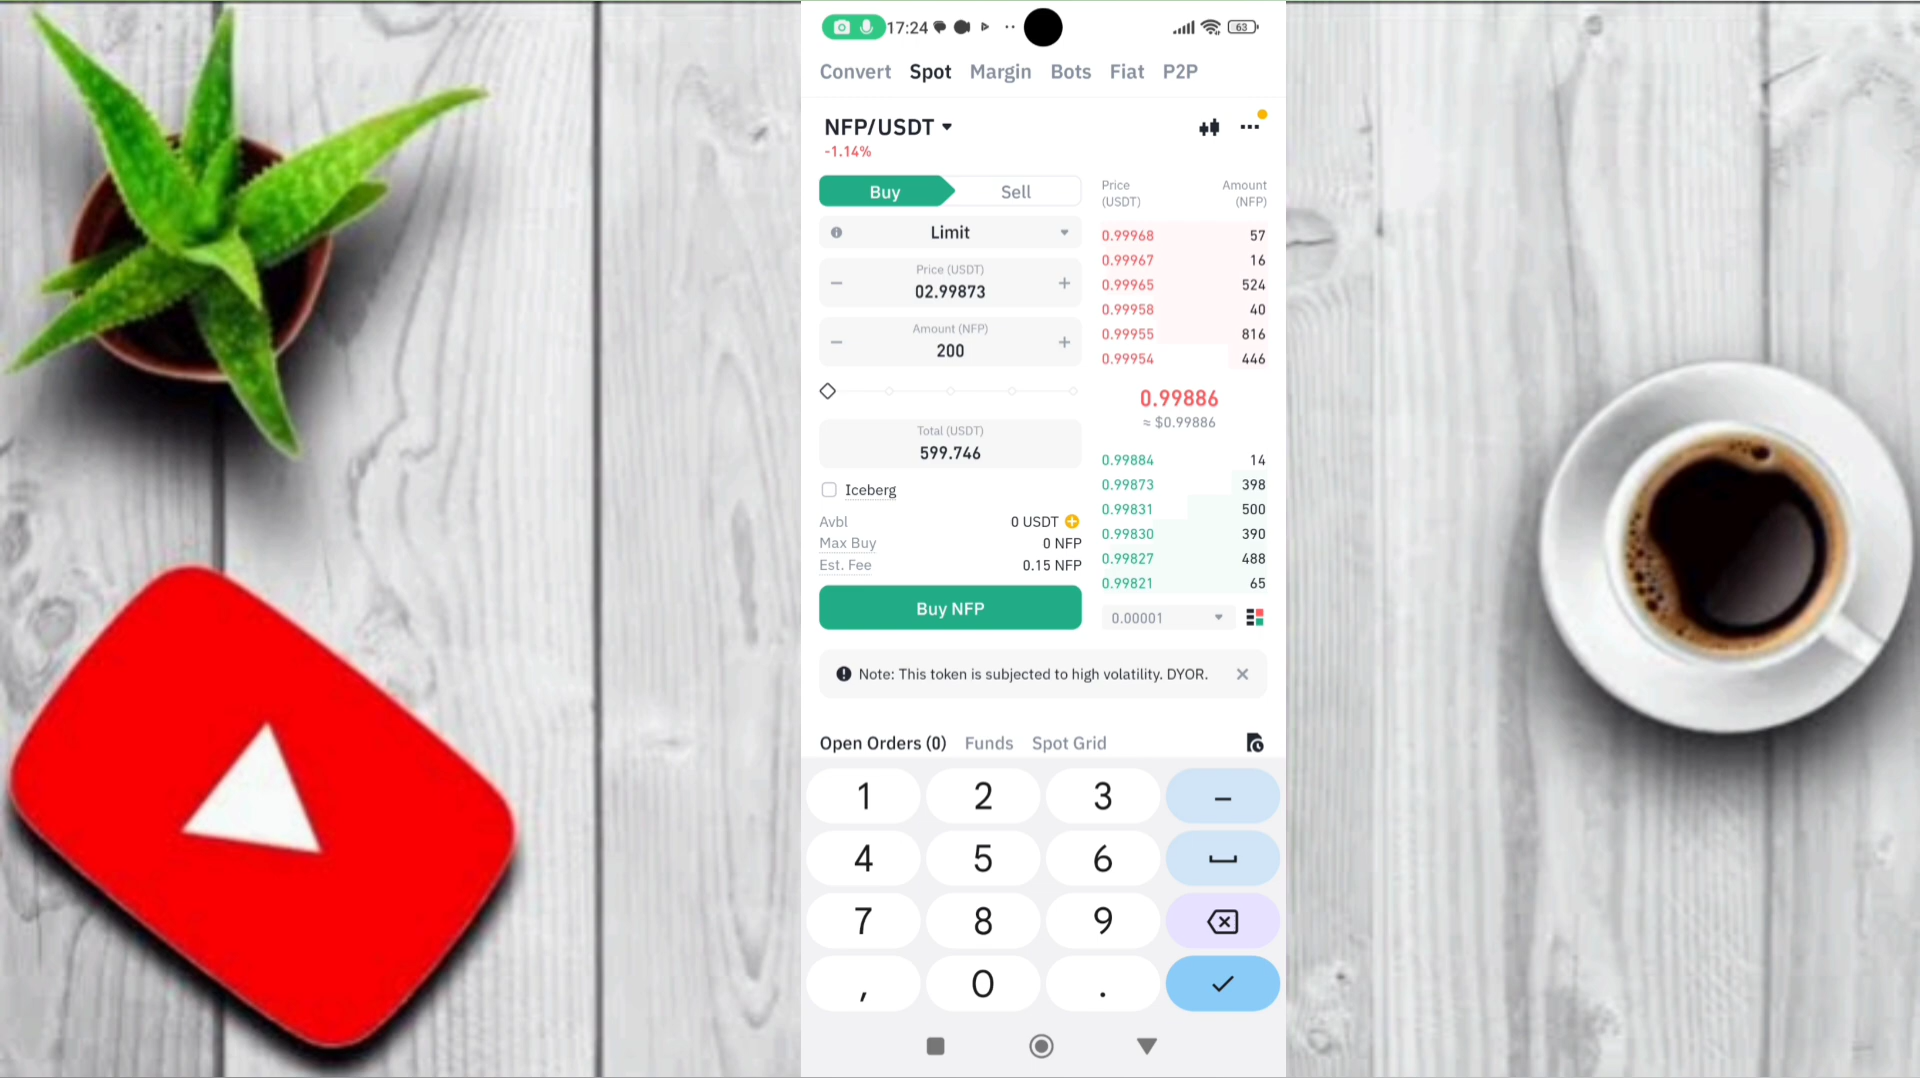 17:24
63
Convert Spot Margin Bots Fiat P2P
NFP/USDT
-1.14%
Buy Sell
Limit
Price (USDT)
02.99873
Amount (NFP)
200
Total (USDT)
599.746
Iceberg
Avbl 0 USDT
Max Buy 0 NFP
Est. Fee 0.15 NFP
Buy NFP
Price (USDT) Amount (NFP)
0.99968 57
0.99967 16
0.99965 524
0.99958 40
0.99955 816
0.99954 446
0.99886
≈ $0.99886
0.99884 14
0.99873 398
0.99831 500
0.99830 390
0.99827 488
0.99821 65
0.00001
Note: This token is subjected to high volatility. DYOR.
Open Orders (0) Funds Spot Grid
1 2 3 –
4 5 6
7 8 9
, 0 .